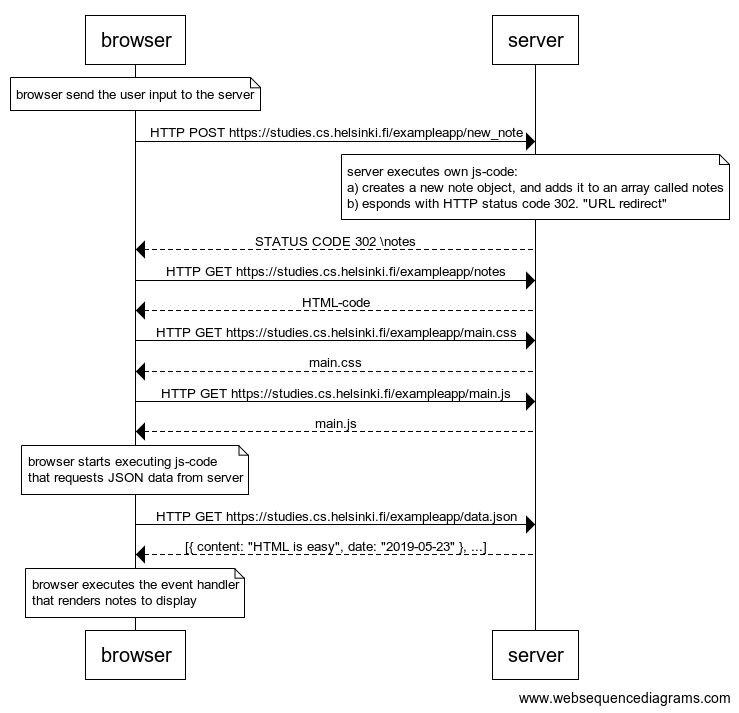 browser
server
browser send the user input to the server
HTTP POST https://studies.cs.helsinki.fi/exampleapp/new_note
server executes own js-code:
a) creates a new note object, and adds it to an array called notes
b) esponds with HTTP status code 302. "URL redirect"
STATUS CODE 302 \notes
HTTP GET https://studies.cs.helsinki.fi/exampleapp/notes
HTML-code
HTTP GET https://studies.cs.helsinki.fi/exampleapp/main.css
main.css
HTTP GET https://studies.cs.helsinki.fi/exampleapp/main.js
main.js
browser starts executing js-code
that requests JSON data from server
HTTP GET https://studies.cs.helsinki.fi/exampleapp/data.json
[{ content: "HTML is easy", date: "2019-05-23" }, ...]
browser executes the event handler
that renders notes to display
browser
server
www.websequencediagrams.com